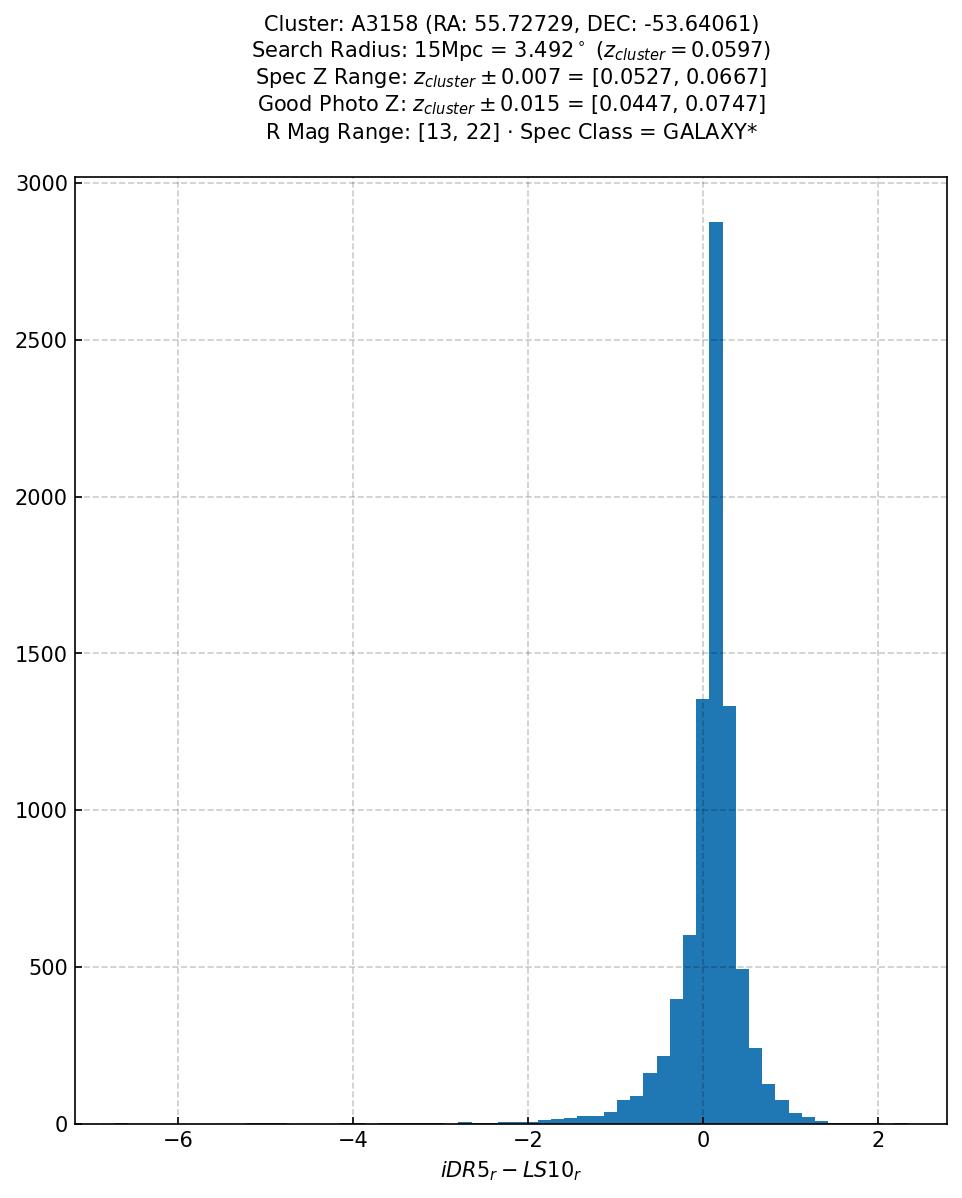 Cluster: A3158 (RA: 55.72729, DEC: -53.64061)
Search Radius: 15Mpc = 3.492° (z_cluster = 0.0597)
Spec Z Range: z_cluster ± 0.007 = [0.0527, 0.0667]
Good Photo Z: z_cluster ± 0.015 = [0.0447, 0.0747]
R Mag Range: [13, 22] · Spec Class = GALAXY*
3000
2500
2000
1500
1000
500
0
−6 −4 −2 0 2
iDR5_r − LS10_r